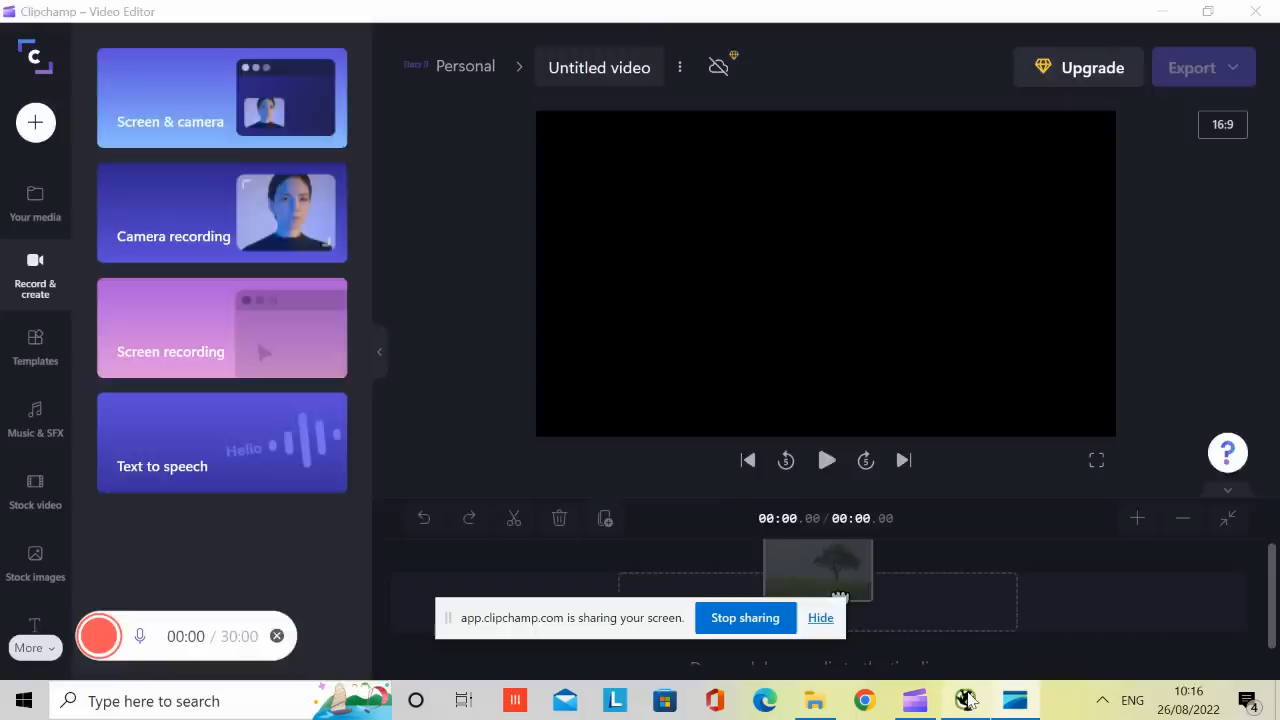 Clipchamp - Video Editor
Personal
Untitled video
Upgrade
Export
16:9
Screen & camera
Camera recording
Screen recording
Hello
Text to speech
Your media
Record &
create
Templates
Music & SFX
Stock video
Stock images
More
5
5
?
00:00.00 / 00:00.00
00:00 / 30:00
app.clipchamp.com is sharing your screen.
Stop sharing
Hide
Type here to search
L
ENG
10:16
26/08/2022
4